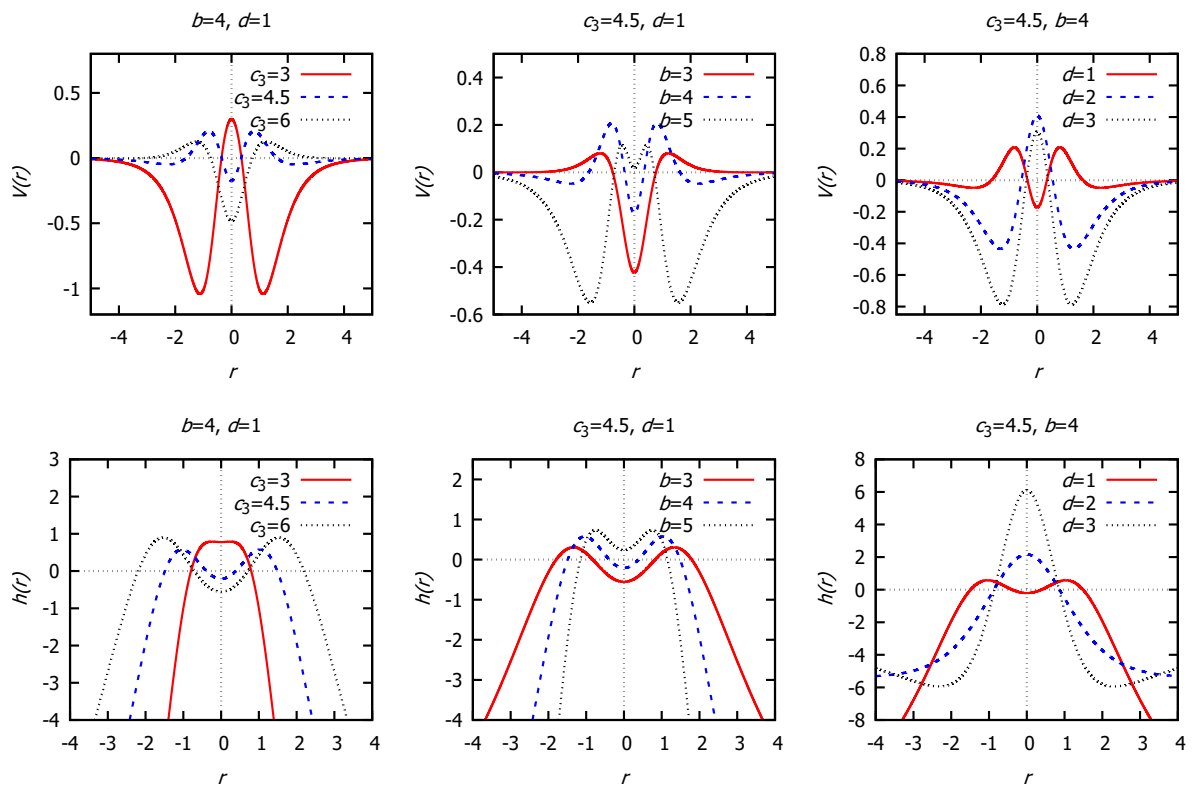 b=4, d=1
c3=4.5, d=1
c3=4.5, b=4
c3=3
c3=4.5
c3=6
0.5
0
-0.5
-1
-4 -2 0 2 4
V(r)
r
b=3
b=4
b=5
0.4
0.2
0
-0.2
-0.4
-0.6
-4 -2 0 2 4
V(r)
r
d=1
d=2
d=3
0.8
0.6
0.4
0.2
0
-0.2
-0.4
-0.6
-0.8
-4 -2 0 2 4
V(r)
r
b=4, d=1
c3=4.5, d=1
c3=4.5, b=4
c3=3
c3=4.5
c3=6
3
2
1
0
-1
-2
-3
-4
-4 -3 -2 -1 0 1 2 3 4
h(r)
r
b=3
b=4
b=5
2
1
0
-1
-2
-3
-4
-4 -3 -2 -1 0 1 2 3 4
h(r)
r
d=1
d=2
d=3
8
6
4
2
0
-2
-4
-6
-8
-4 -3 -2 -1 0 1 2 3 4
h(r)
r